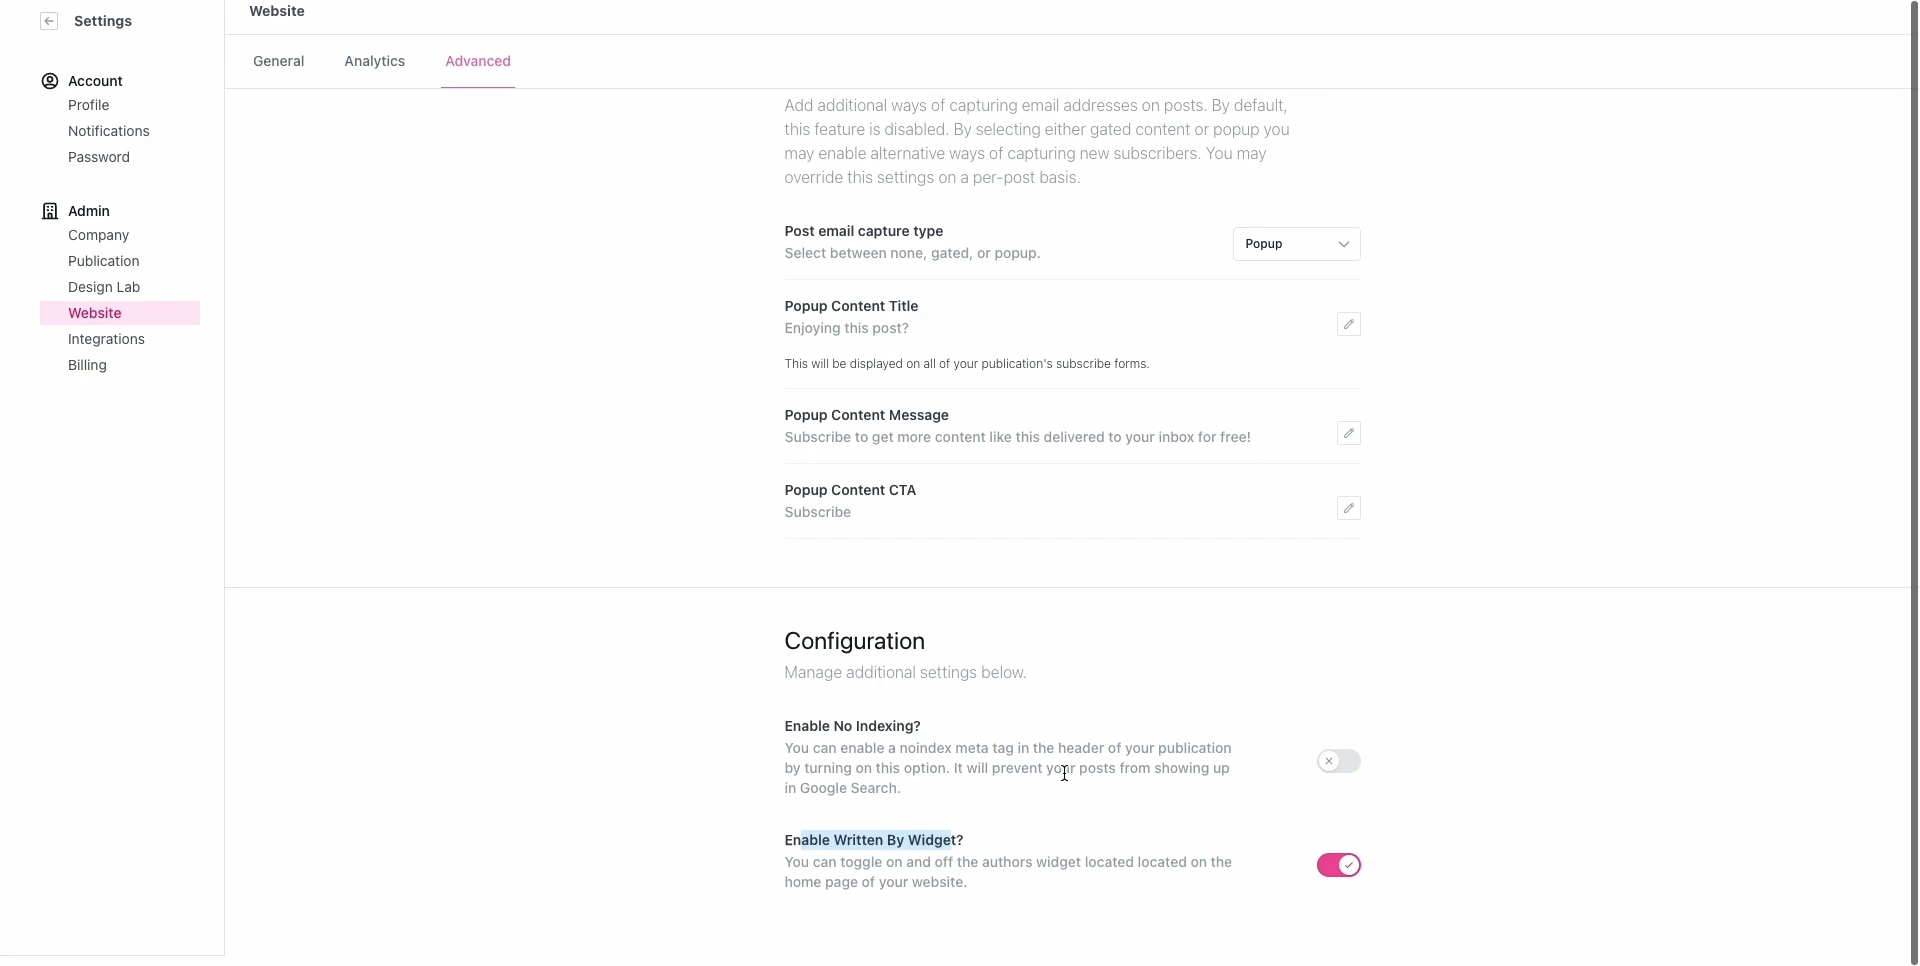 Settings
Account
Profile
Notifications
Password
Admin
Company
Publication
Design Lab
Website
Integrations
Billing
Website
General
Analytics
Advanced
Add additional ways of capturing email addresses on posts. By default,
this feature is disabled. By selecting either gated content or popup you
may enable alternative ways of capturing new subscribers. You may
override this settings on a per-post basis.
Post email capture type
Select between none, gated, or popup.
Popup
Popup Content Title
Enjoying this post?
This will be displayed on all of your publication's subscribe forms.
Popup Content Message
Subscribe to get more content like this delivered to your inbox for free!
Popup Content CTA
Subscribe
Configuration
Manage additional settings below.
Enable No Indexing?
You can enable a noindex meta tag in the header of your publication
by turning on this option. It will prevent your posts from showing up
in Google Search.
Enable Written By Widget?
You can toggle on and off the authors widget located located on the
home page of your website.